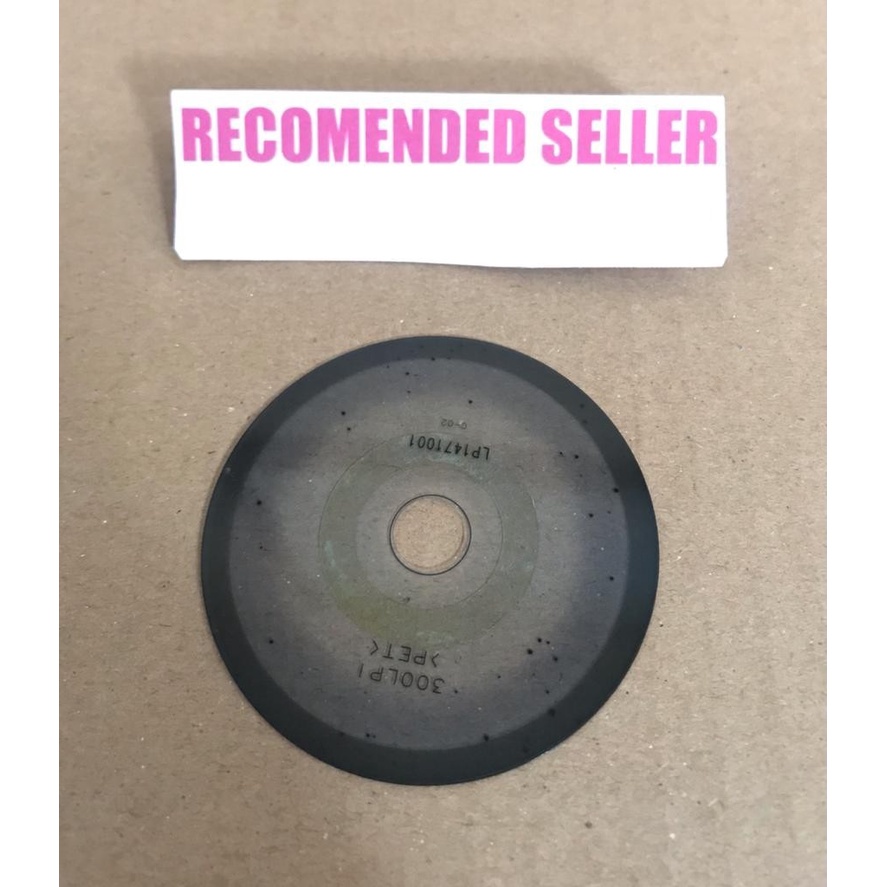 RECOMENDED SELLER
LP1471001
>PET<
300LPI